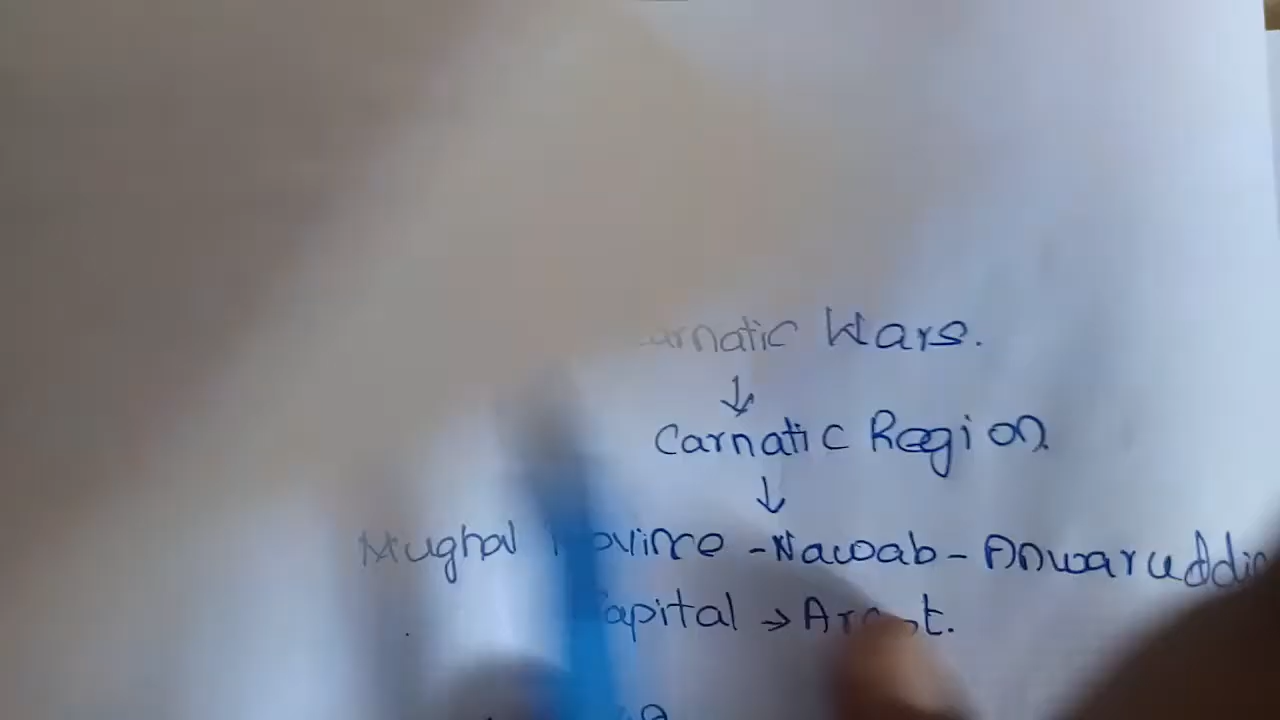 Carnatic Wars.
↓
Carnatic Region
↓
Mughal Province - Nawab - Anwaruddin
Capital → Arcot.